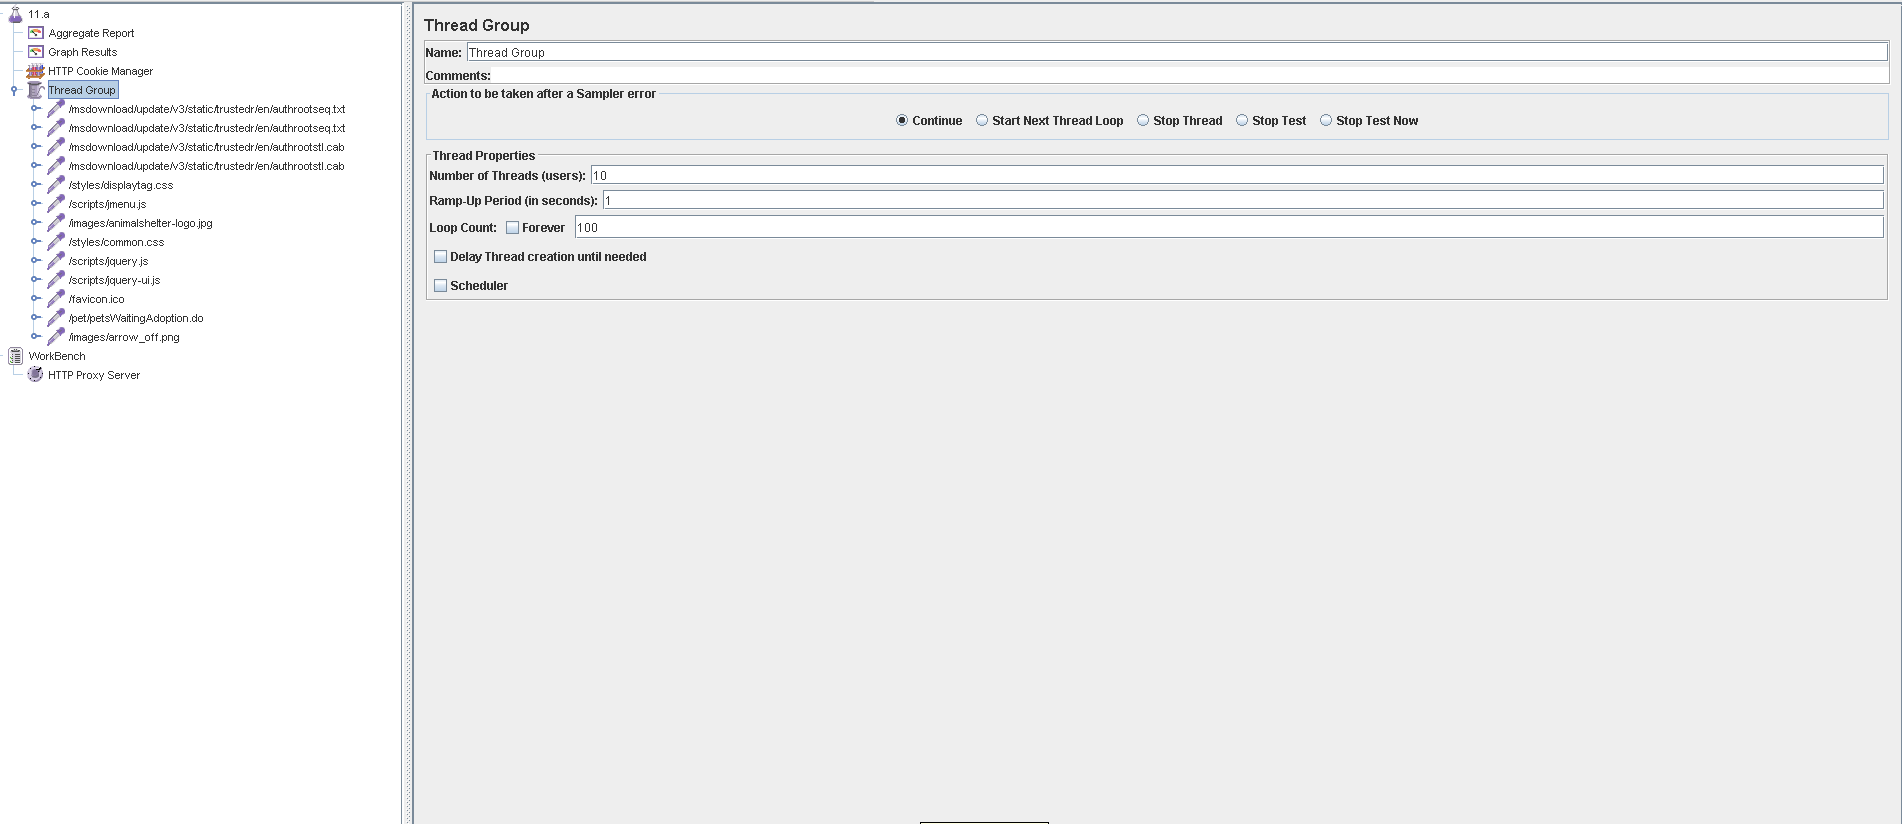 11.a
Aggregate Report
Graph Results
HTTP Cookie Manager
Thread Group
/msdownload/update/v3/static/trustedr/en/authrootseq.txt
/msdownload/update/v3/static/trustedr/en/authrootseq.txt
/msdownload/update/v3/static/trustedr/en/authrootstl.cab
/msdownload/update/v3/static/trustedr/en/authrootstl.cab
/styles/displaytag.css
/scripts/jmenu.js
/images/animalshelter-logo.jpg
/styles/common.css
/scripts/jquery.js
/scripts/jquery-ui.js
/favicon.ico
/pet/petsWaitingAdoption.do
/images/arrow_off.png
WorkBench
HTTP Proxy Server
Thread Group
Name: Thread Group
Comments:
Action to be taken after a Sampler error
Continue Start Next Thread Loop Stop Thread Stop Test Stop Test Now
Thread Properties
Number of Threads (users): 10
Ramp-Up Period (in seconds): 1
Loop Count: Forever 100
Delay Thread creation until needed
Scheduler